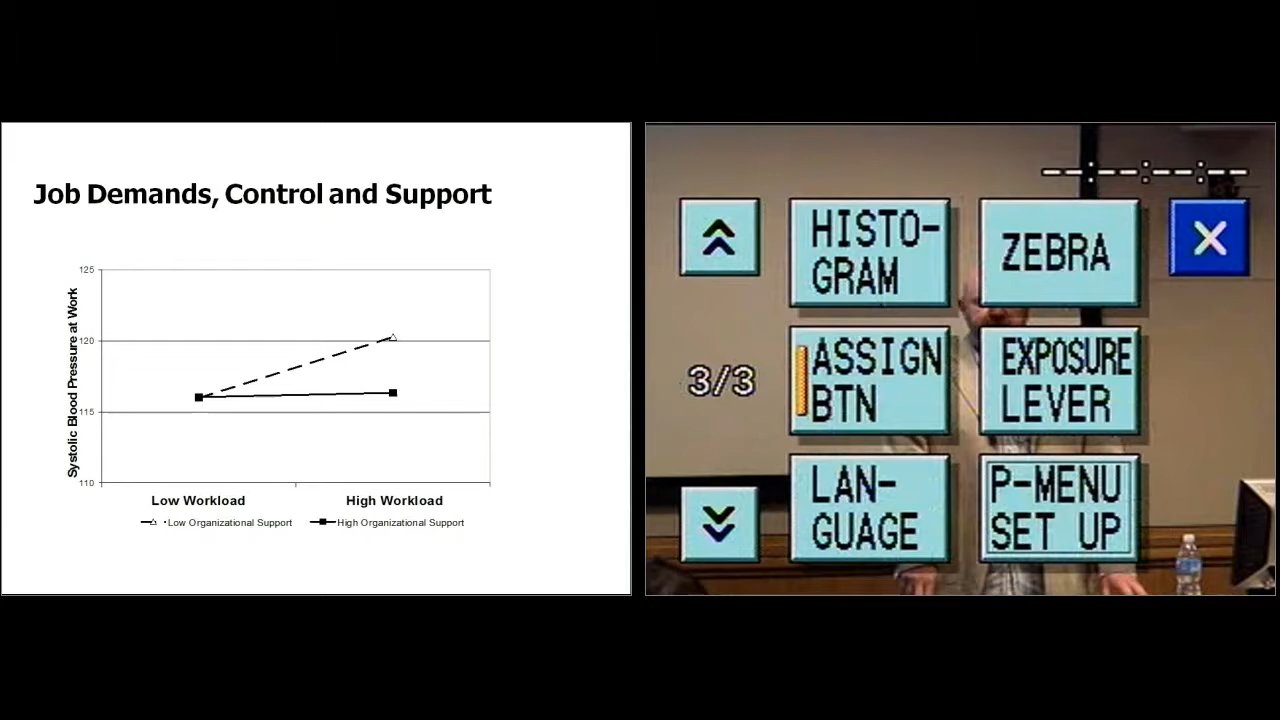 Job Demands, Control and Support
125
120
115
110
Systolic Blood Pressure at Work
Low Workload
High Workload
Low Organizational Support
High Organizational Support
HISTO-
GRAM
ZEBRA
3/3
ASSIGN
BTN
EXPOSURE
LEVER
LAN-
GUAGE
P-MENU
SET UP